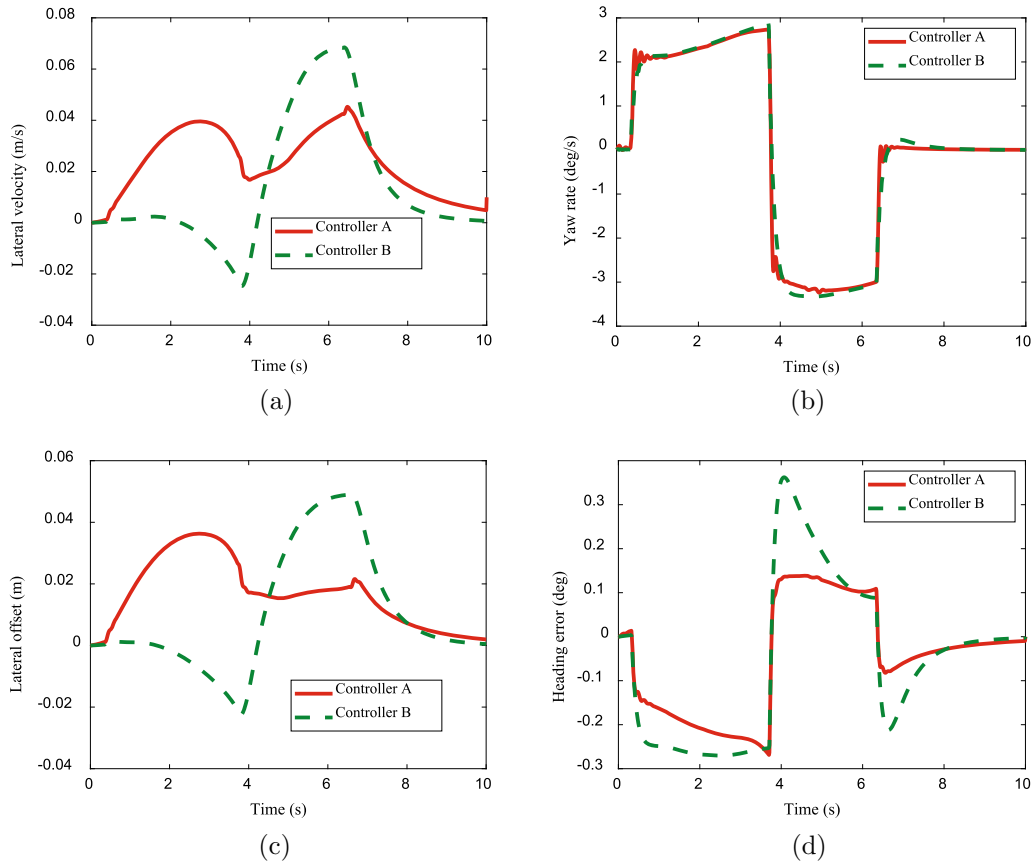 0.08
0.06
0.04
0.02
0
-0.02
-0.04
Lateral velocity (m/s)
Controller A
Controller B
0 2 4 6 8 10
Time (s)
(a)
3
2
1
0
-1
-2
-3
-4
Yaw rate (deg/s)
Controller A
Controller B
0 2 4 6 8 10
Time (s)
(b)
0.06
0.04
0.02
0
-0.02
-0.04
Lateral offset (m)
Controller A
Controller B
0 2 4 6 8 10
Time (s)
(c)
0.3
0.2
0.1
0
-0.1
-0.2
-0.3
Heading error (deg)
Controller A
Controller B
0 2 4 6 8 10
Time (s)
(d)